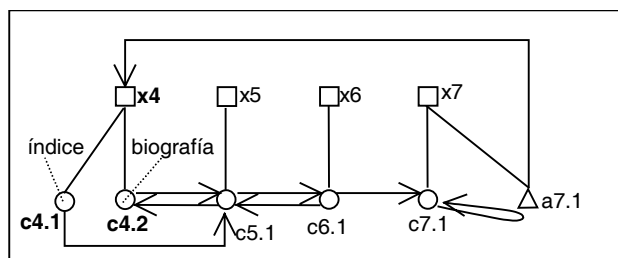 x4 x5 x6 x7
índice biografía
c4.1 c4.2 c5.1 c6.1 c7.1 a7.1